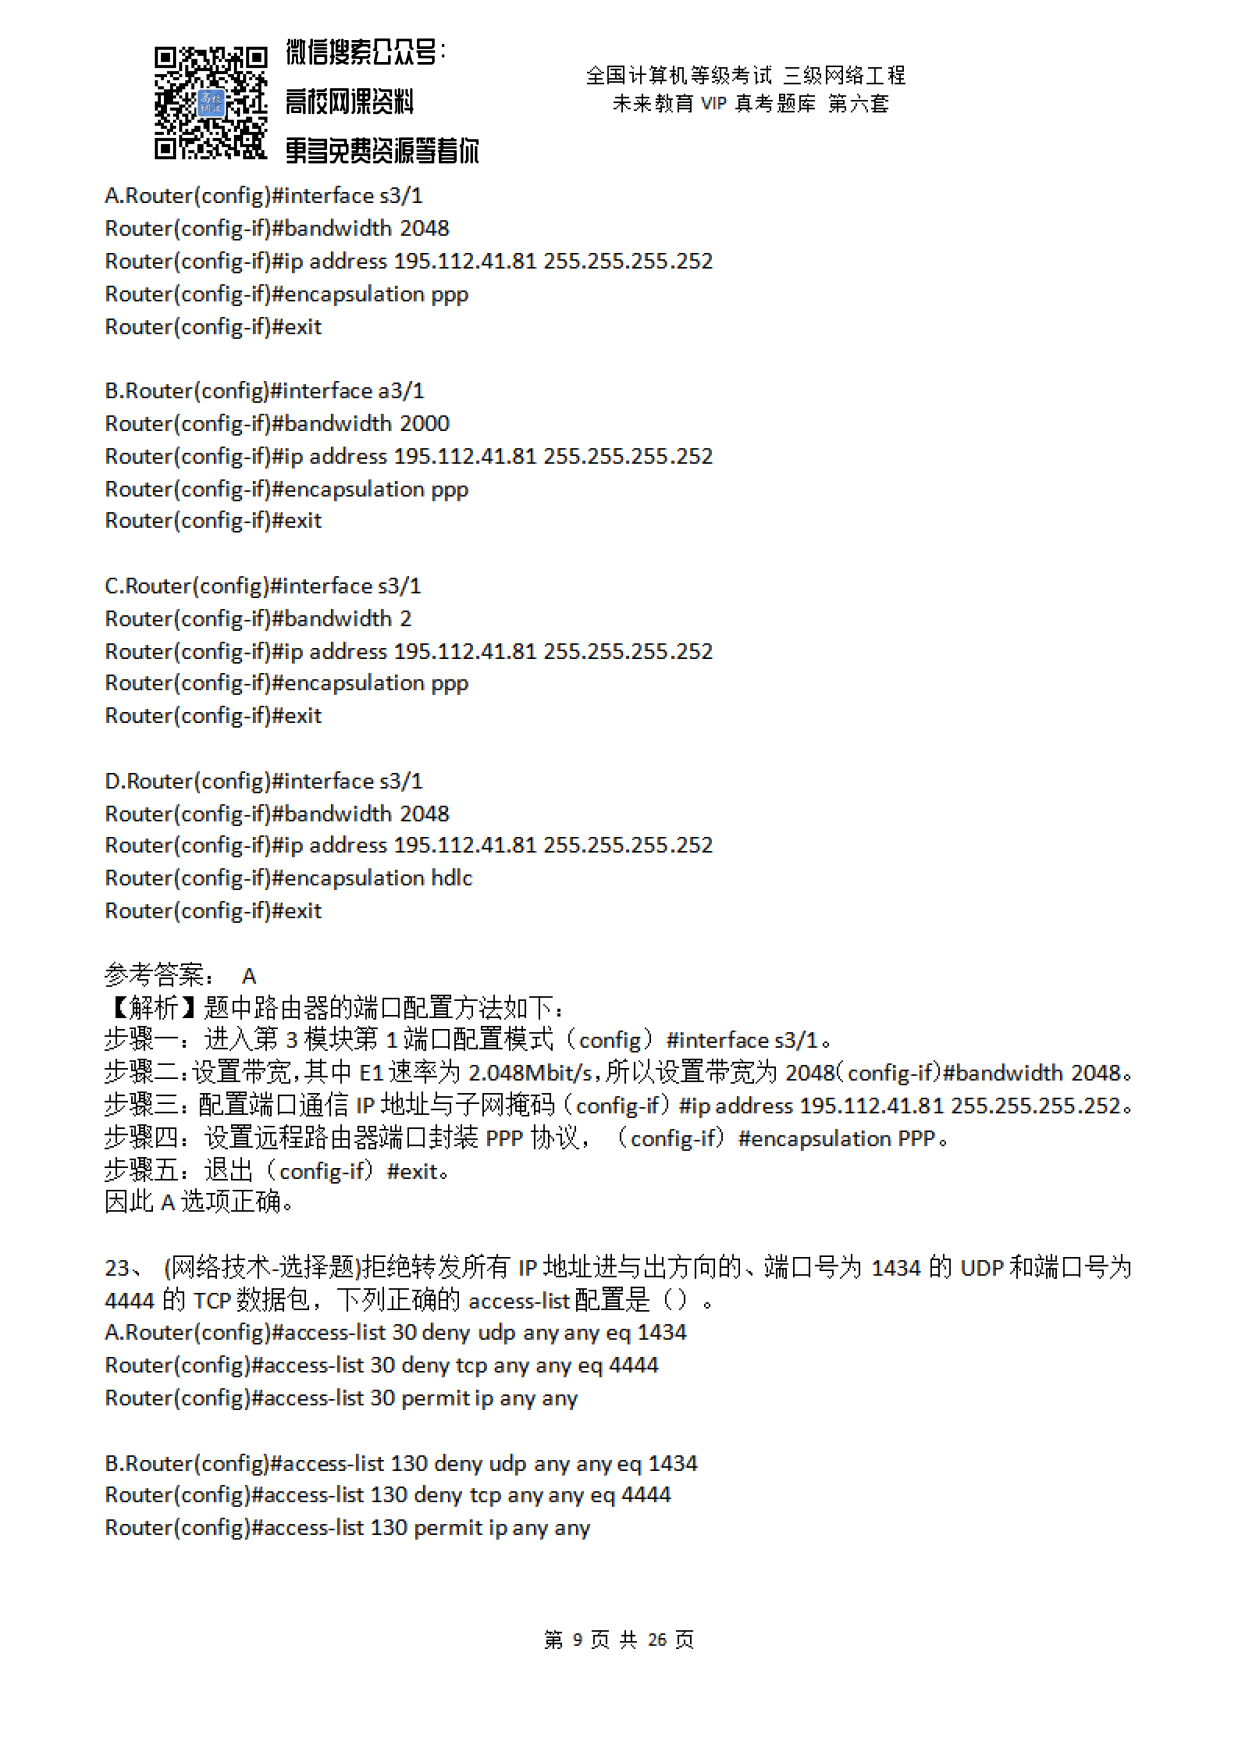 微信搜索公众号：
高校网课资料
更多免费资源等着你
全国计算机等级考试 三级网络工程
未来教育 VIP 真考题库 第六套
A.Router(config)#interface s3/1
Router(config-if)#bandwidth 2048
Router(config-if)#ip address 195.112.41.81 255.255.255.252
Router(config-if)#encapsulation ppp
Router(config-if)#exit
B.Router(config)#interface a3/1
Router(config-if)#bandwidth 2000
Router(config-if)#ip address 195.112.41.81 255.255.255.252
Router(config-if)#encapsulation ppp
Router(config-if)#exit
C.Router(config)#interface s3/1
Router(config-if)#bandwidth 2
Router(config-if)#ip address 195.112.41.81 255.255.255.252
Router(config-if)#encapsulation ppp
Router(config-if)#exit
D.Router(config)#interface s3/1
Router(config-if)#bandwidth 2048
Router(config-if)#ip address 195.112.41.81 255.255.255.252
Router(config-if)#encapsulation hdlc
Router(config-if)#exit
参考答案： A
【解析】题中路由器的端口配置方法如下：
步骤一：进入第 3 模块第 1 端口配置模式（config）#interface s3/1。
步骤二：设置带宽，其中 E1 速率为 2.048Mbit/s，所以设置带宽为 2048（config-if）#bandwidth 2048。
步骤三：配置端口通信 IP 地址与子网掩码（config-if）#ip address 195.112.41.81 255.255.255.252。
步骤四：设置远程路由器端口封装 PPP 协议，（config-if）#encapsulation PPP。
步骤五：退出（config-if）#exit。
因此 A 选项正确。
23、 (网络技术-选择题)拒绝转发所有 IP 地址进与出方向的、端口号为 1434 的 UDP 和端口号为
4444 的 TCP 数据包，下列正确的 access-list 配置是（）。
A.Router(config)#access-list 30 deny udp any any eq 1434
Router(config)#access-list 30 deny tcp any any eq 4444
Router(config)#access-list 30 permit ip any any
B.Router(config)#access-list 130 deny udp any any eq 1434
Router(config)#access-list 130 deny tcp any any eq 4444
Router(config)#access-list 130 permit ip any any
第 9 页 共 26 页